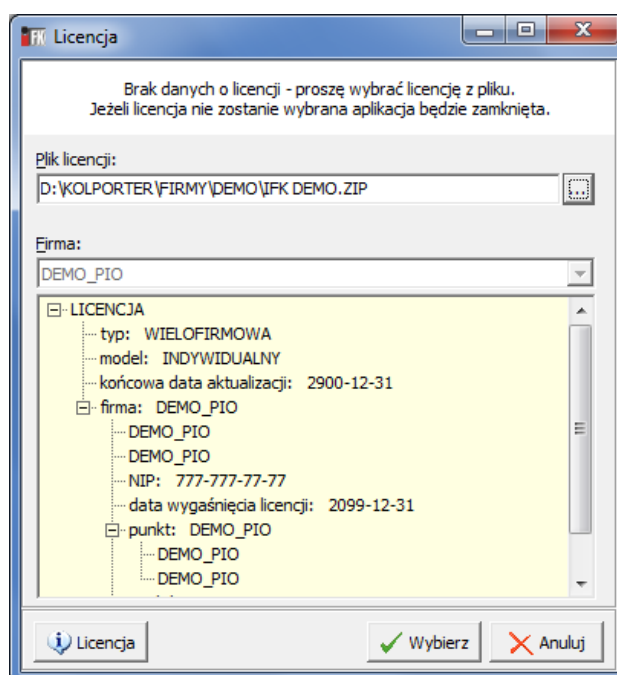 iFK Licencja
Brak danych o licencji - proszę wybrać licencję z pliku.
Jeżeli licencja nie zostanie wybrana aplikacja będzie zamknięta.
Plik licencji:
D:\KOLPORTER\FIRMY\DEMO\IFK DEMO.ZIP
...
Firma:
DEMO_PIO
LICENCJA
typ: WIELOFIRMOWA
model: INDYWIDUALNY
końcowa data aktualizacji: 2900-12-31
firma: DEMO_PIO
DEMO_PIO
DEMO_PIO
NIP: 777-777-77-77
data wygaśnięcia licencji: 2099-12-31
punkt: DEMO_PIO
DEMO_PIO
DEMO_PIO
Licencja
Wybierz
Anuluj